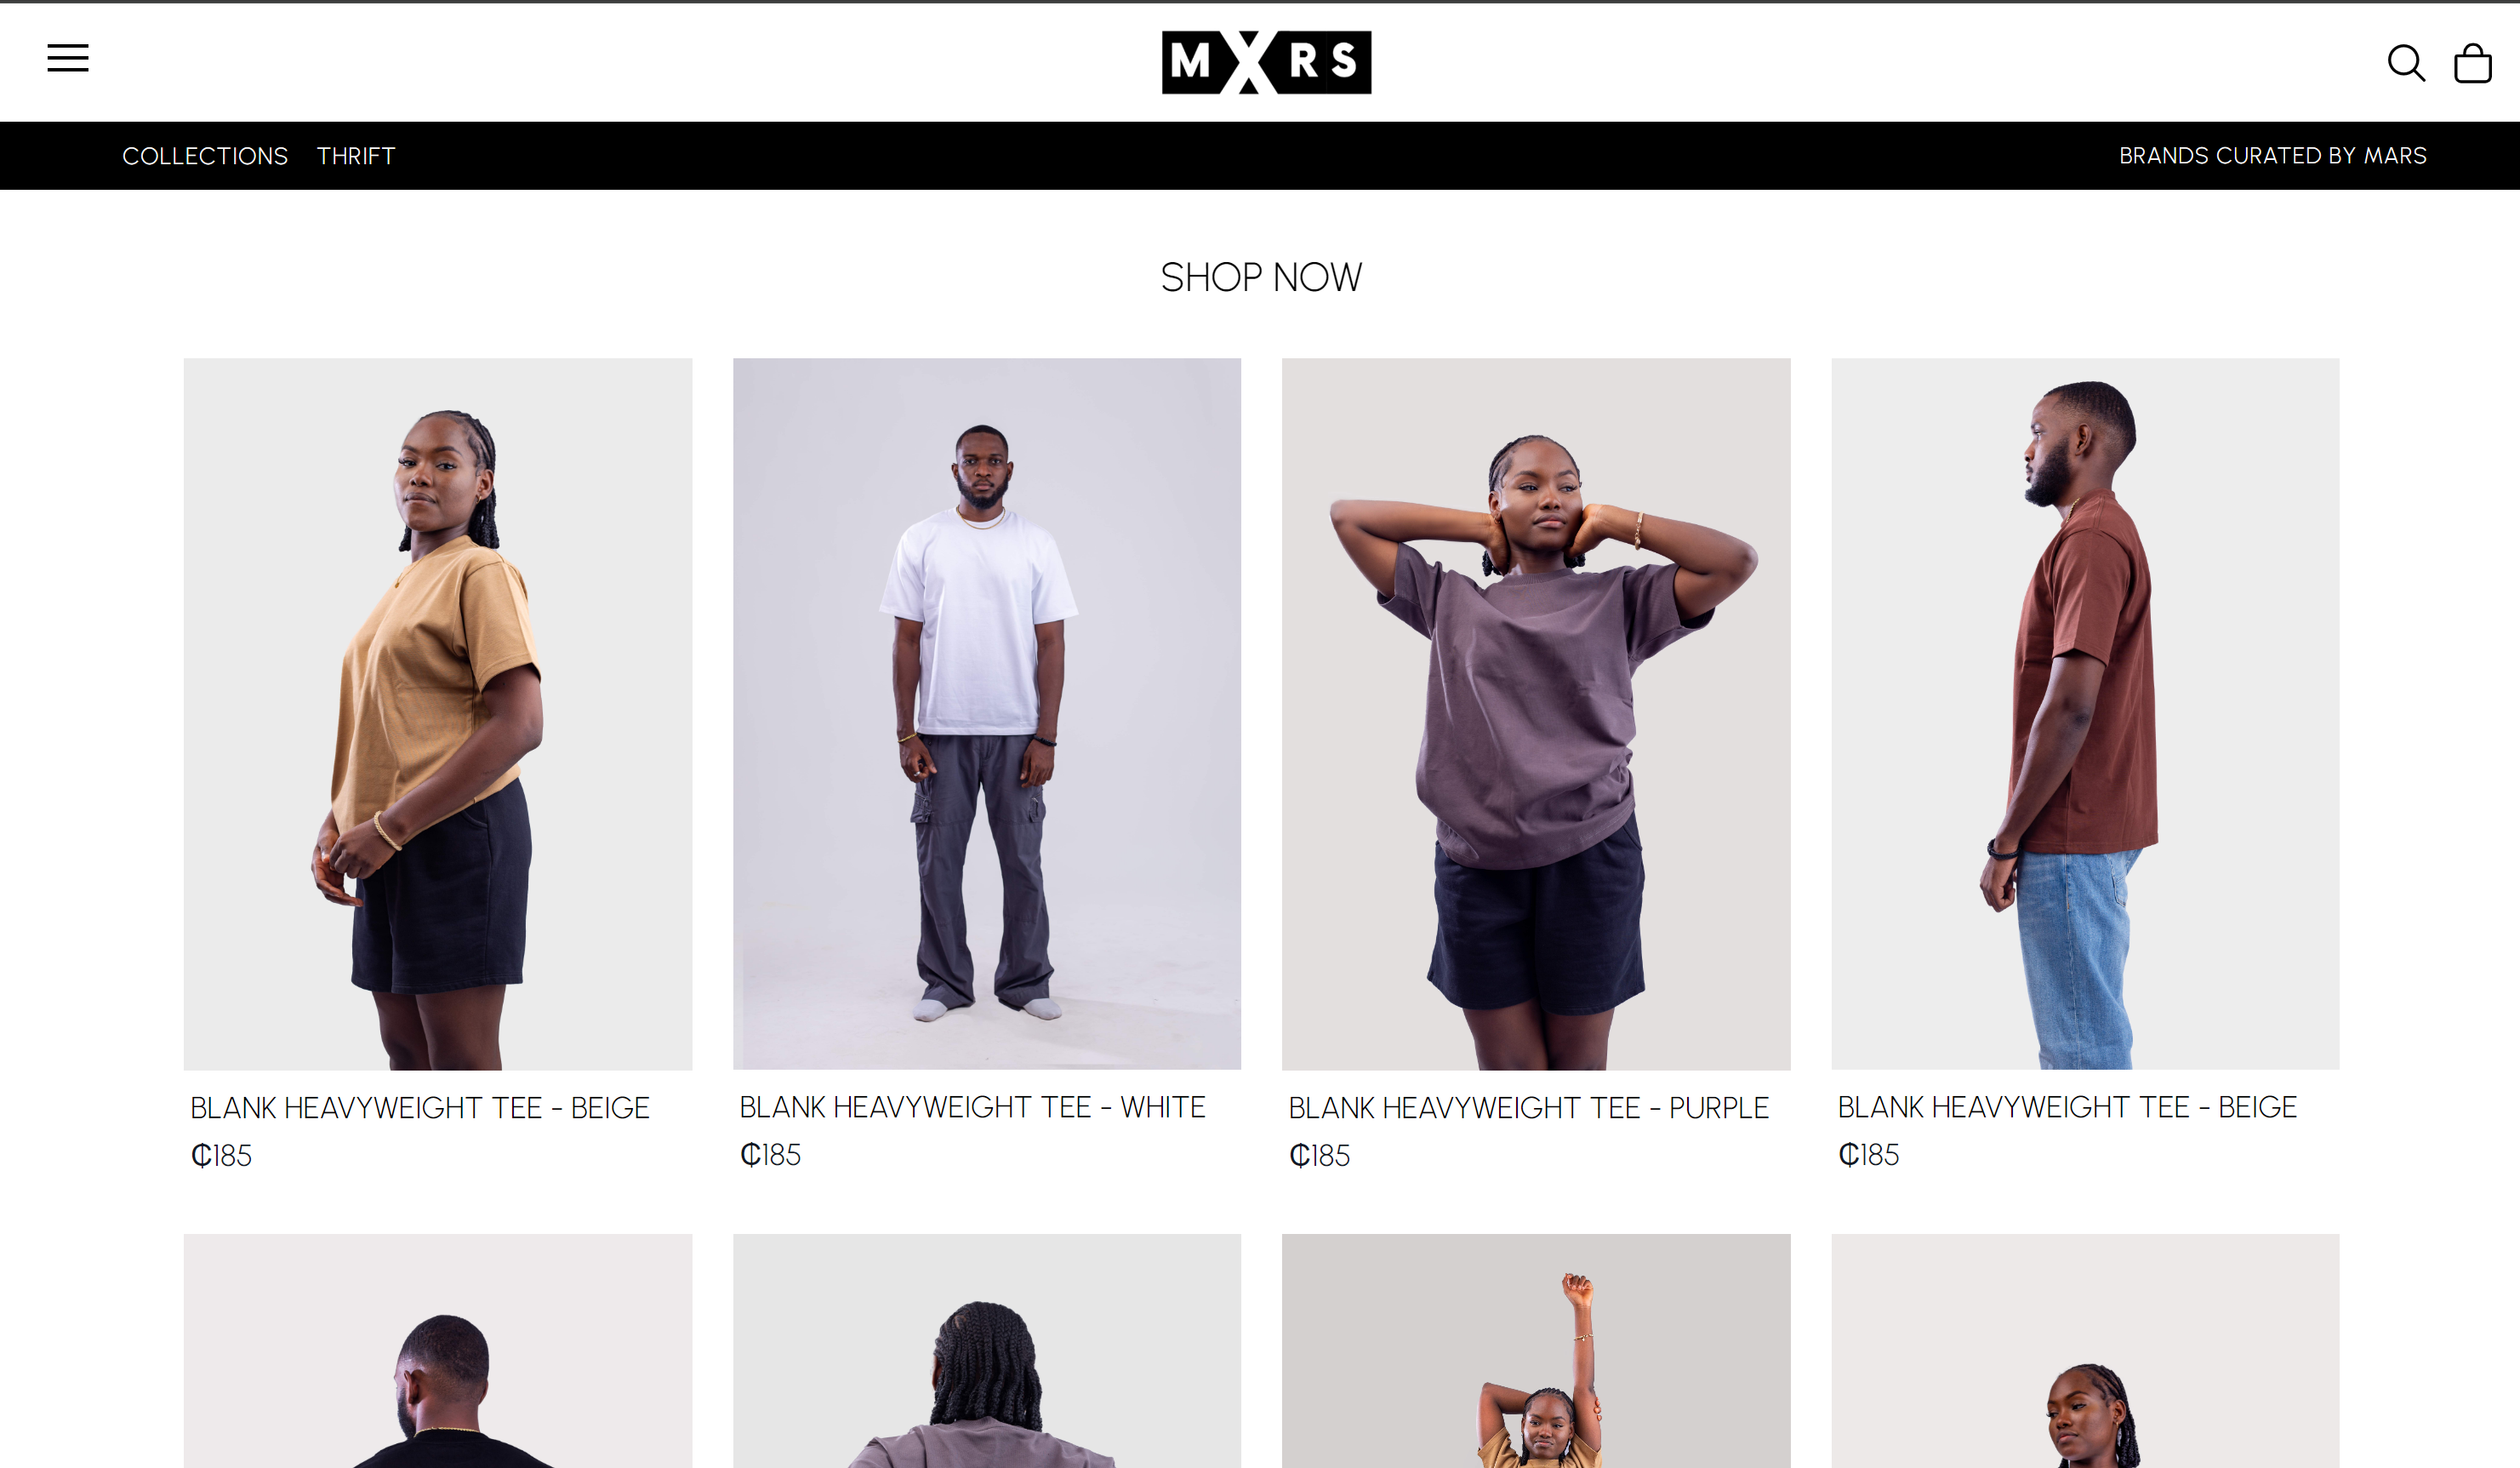 MXRS
COLLECTIONS THRIFT BRANDS CURATED BY MARS
SHOP NOW
BLANK HEAVYWEIGHT TEE - BEIGE
₵185
BLANK HEAVYWEIGHT TEE - WHITE
₵185
BLANK HEAVYWEIGHT TEE - PURPLE
₵185
BLANK HEAVYWEIGHT TEE - BEIGE
₵185